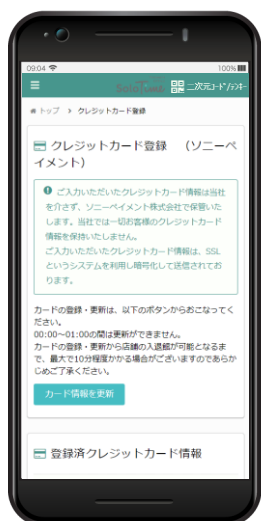 09:04 100%
SoloTime 二次元ｺｰﾄﾞ/ﾃﾝｷｰ
トップ > クレジットカード登録
クレジットカード登録 （ソニーペ
イメント）
ご入力いただいたクレジットカード情報は当社
を介さず、ソニーペイメント株式会社で保管いた
します。当社では一切お客様のクレジットカード
情報を保持いたしません。
ご入力いただいたクレジットカード情報は、SSL
というシステムを利用し暗号化して送信されてお
ります。
カードの登録・更新は、以下のボタンからおこなってく
ださい。
00:00～01:00の間は更新ができません。
カードの登録・更新から店舗の入退館が可能となるま
で、最大で10分程度かかる場合がございますのであらか
じめご了承ください。
カード情報を更新
登録済クレジットカード情報